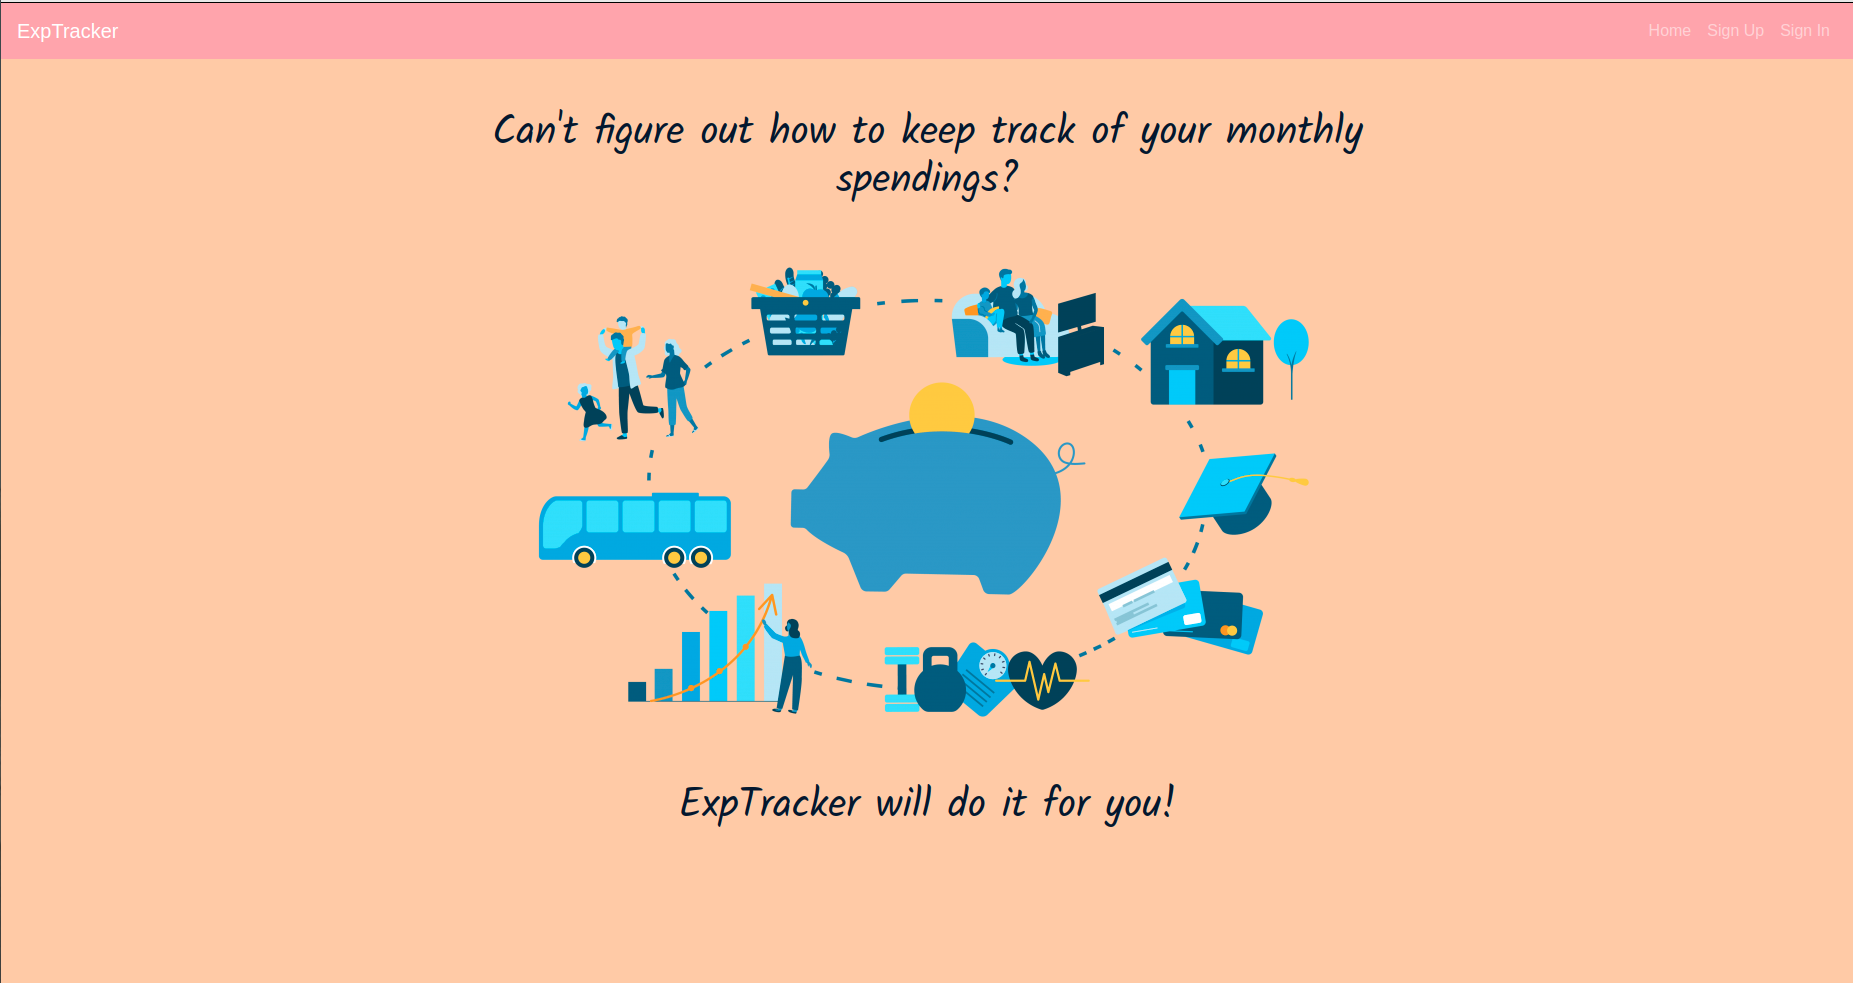 ExpTracker
Home Sign Up Sign In
Can't figure out how to keep track of your monthly
spendings?
ExpTracker will do it for you!